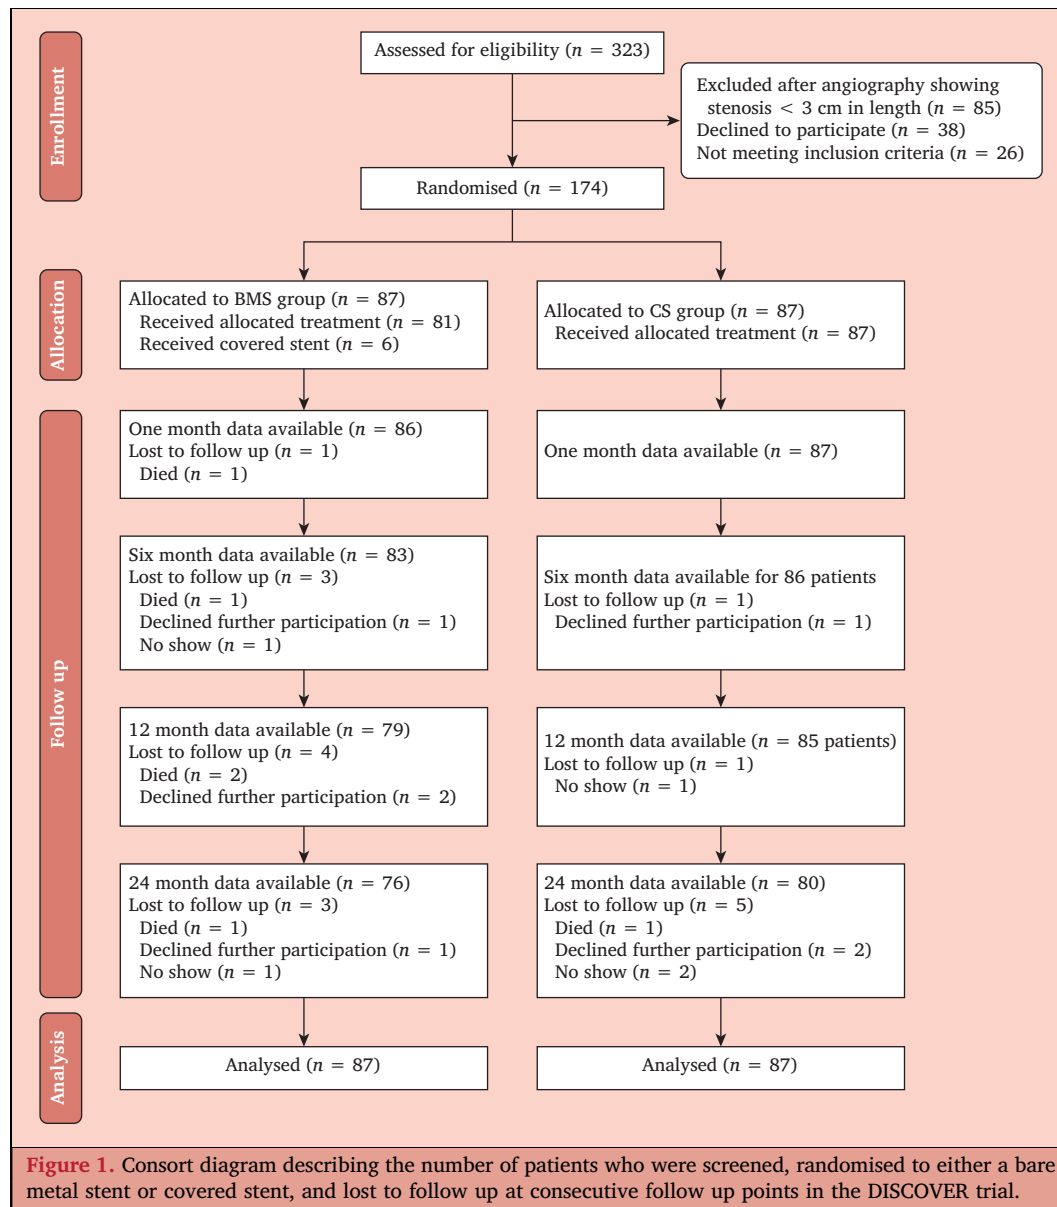 Enrollment
Assessed for eligibility (n = 323)
Excluded after angiography showing
stenosis < 3 cm in length (n = 85)
Declined to participate (n = 38)
Not meeting inclusion criteria (n = 26)
Randomised (n = 174)
Allocation
Allocated to BMS group (n = 87)
Received allocated treatment (n = 81)
Received covered stent (n = 6)
Allocated to CS group (n = 87)
Received allocated treatment (n = 87)
Follow up
One month data available (n = 86)
Lost to follow up (n = 1)
Died (n = 1)
One month data available (n = 87)
Six month data available (n = 83)
Lost to follow up (n = 3)
Died (n = 1)
Declined further participation (n = 1)
No show (n = 1)
Six month data available for 86 patients
Lost to follow up (n = 1)
Declined further participation (n = 1)
12 month data available (n = 79)
Lost to follow up (n = 4)
Died (n = 2)
Declined further participation (n = 2)
12 month data available (n = 85 patients)
Lost to follow up (n = 1)
No show (n = 1)
24 month data available (n = 76)
Lost to follow up (n = 3)
Died (n = 1)
Declined further participation (n = 1)
No show (n = 1)
24 month data available (n = 80)
Lost to follow up (n = 5)
Died (n = 1)
Declined further participation (n = 2)
No show (n = 2)
Analysis
Analysed (n = 87)
Analysed (n = 87)
Figure 1. Consort diagram describing the number of patients who were screened, randomised to either a bare
metal stent or covered stent, and lost to follow up at consecutive follow up points in the DISCOVER trial.